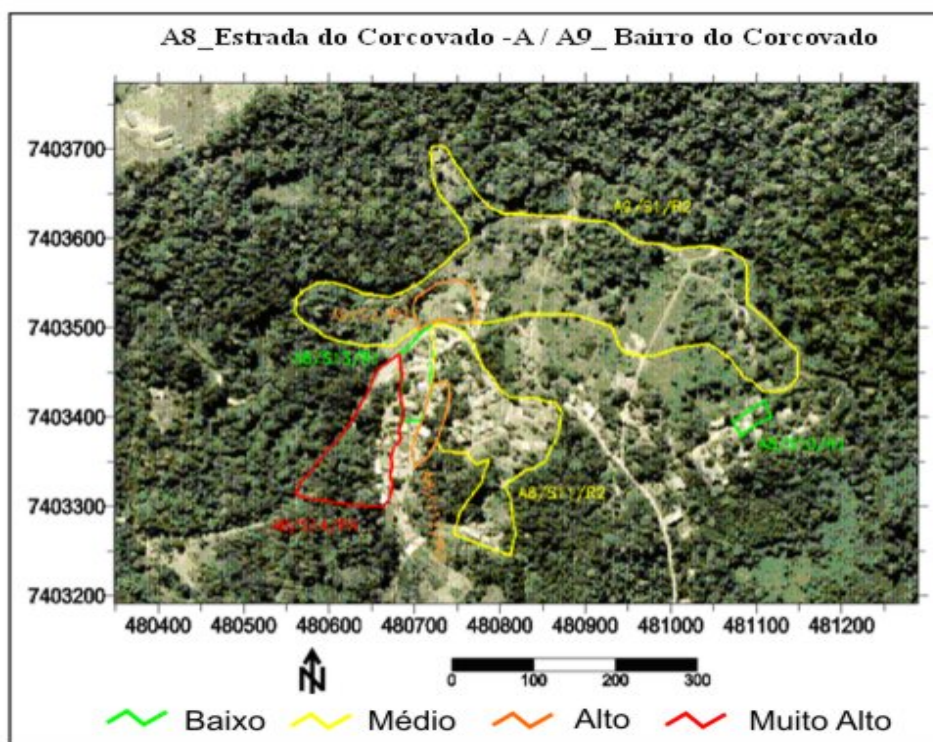 A8_Estrada do Corcovado -A / A9_ Bairro do Corcovado
7403700
7403600
7403500
7403400
7403300
7403200
A9/S1/R2
A8/S11/R2
480400 480500 480600 480700 480800 480900 481000 481100 481200
N
0 100 200 300
Baixo Médio Alto Muito Alto